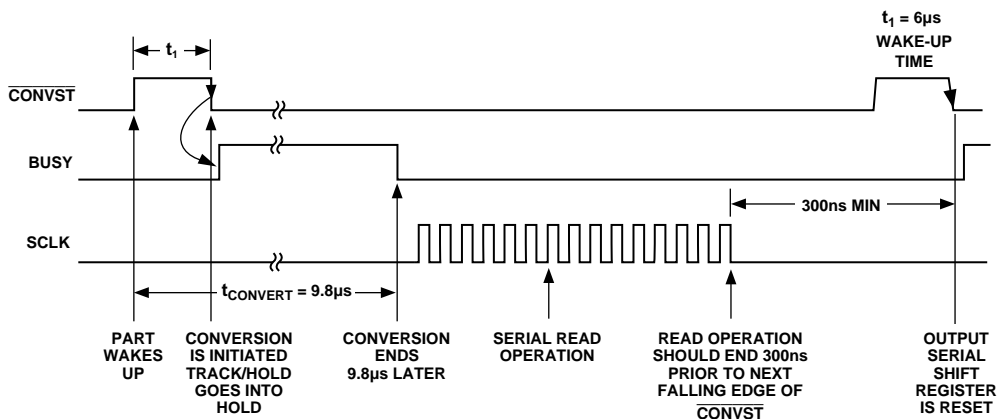 t1 = 6μs
WAKE-UP
TIME
t1
CONVST
BUSY
300ns MIN
SCLK
tCONVERT = 9.8μs
PART
WAKES
UP
CONVERSION
IS INITIATED
TRACK/HOLD
GOES INTO
HOLD
CONVERSION
ENDS
9.8μs LATER
SERIAL READ
OPERATION
READ OPERATION
SHOULD END 300ns
PRIOR TO NEXT
FALLING EDGE OF
CONVST
OUTPUT
SERIAL
SHIFT
REGISTER
IS RESET